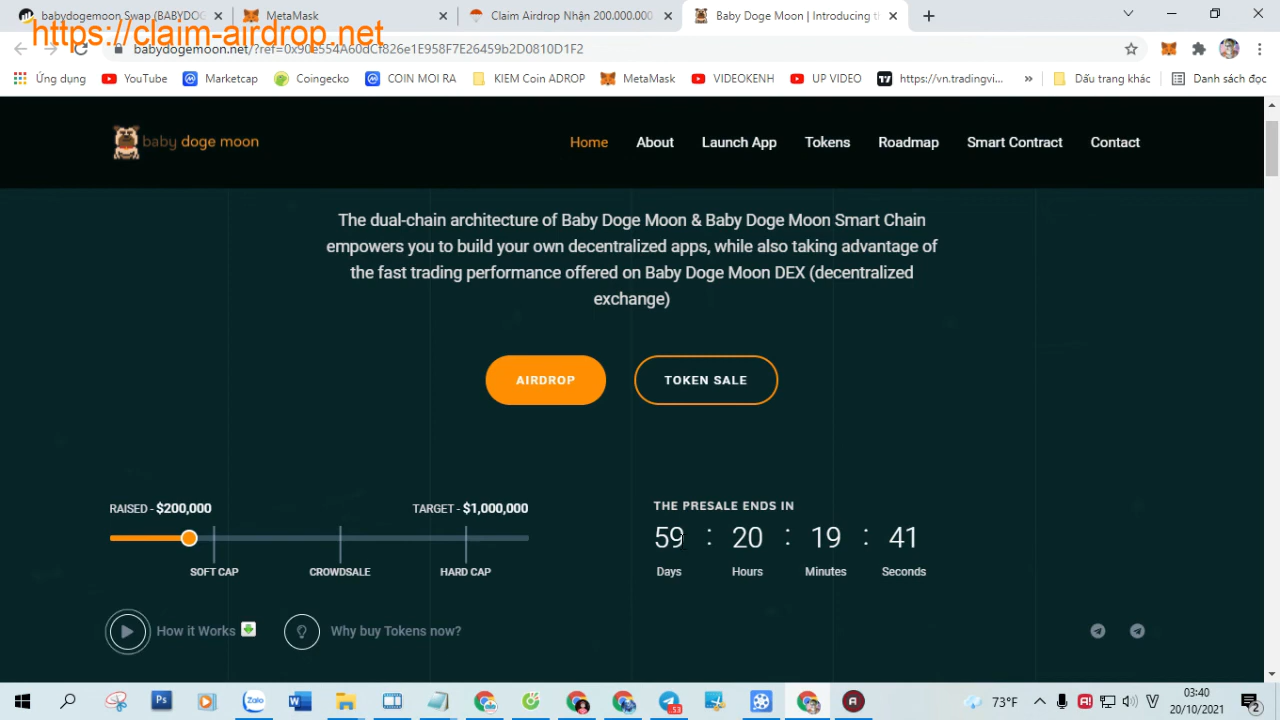 babydogemoon Swap (BABYDOG
MetaMask
Claim Airdrop Nhận 200.000.000
Baby Doge Moon | Introducing th
https://claim-airdrop.net
babydogemoon.net/?ref=0x90e554A60dCf826e1E958F7E26459b2D0810D1F2
Ứng dụng
YouTube
Marketcap
Coingecko
COIN MOI RA
KIEM Coin ADROP
MetaMask
VIDEOKENH
UP VIDEO
https://vn.tradingvi...
»
Dấu trang khác
Danh sách đọc
baby doge moon
Home
About
Launch App
Tokens
Roadmap
Smart Contract
Contact
The dual-chain architecture of Baby Doge Moon & Baby Doge Moon Smart Chain
empowers you to build your own decentralized apps, while also taking advantage of
the fast trading performance offered on Baby Doge Moon DEX (decentralized
exchange)
AIRDROP
TOKEN SALE
RAISED - $200,000
TARGET - $1,000,000
SOFT CAP
CROWDSALE
HARD CAP
THE PRESALE ENDS IN
59 : 20 : 19 : 41
Days Hours Minutes Seconds
How it Works
Why buy Tokens now?
73°F
03:40
20/10/2021